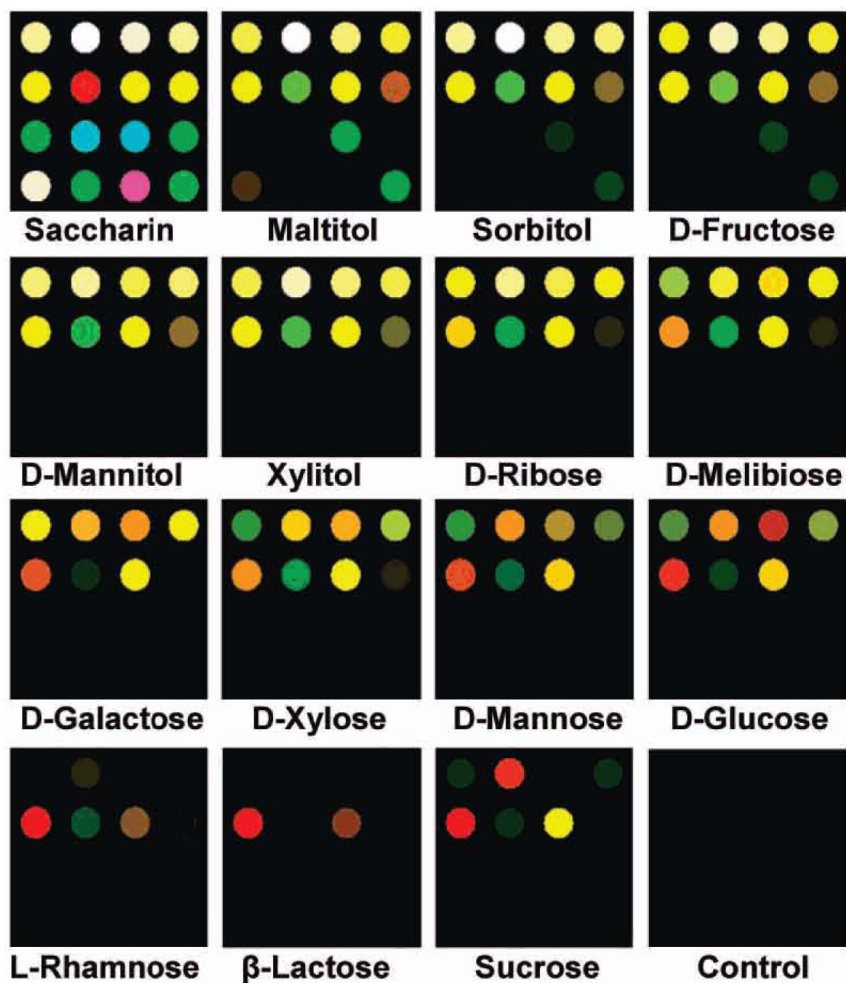 Saccharin Maltitol Sorbitol D-Fructose
D-Mannitol Xylitol D-Ribose D-Melibiose
D-Galactose D-Xylose D-Mannose D-Glucose
L-Rhamnose β-Lactose Sucrose Control